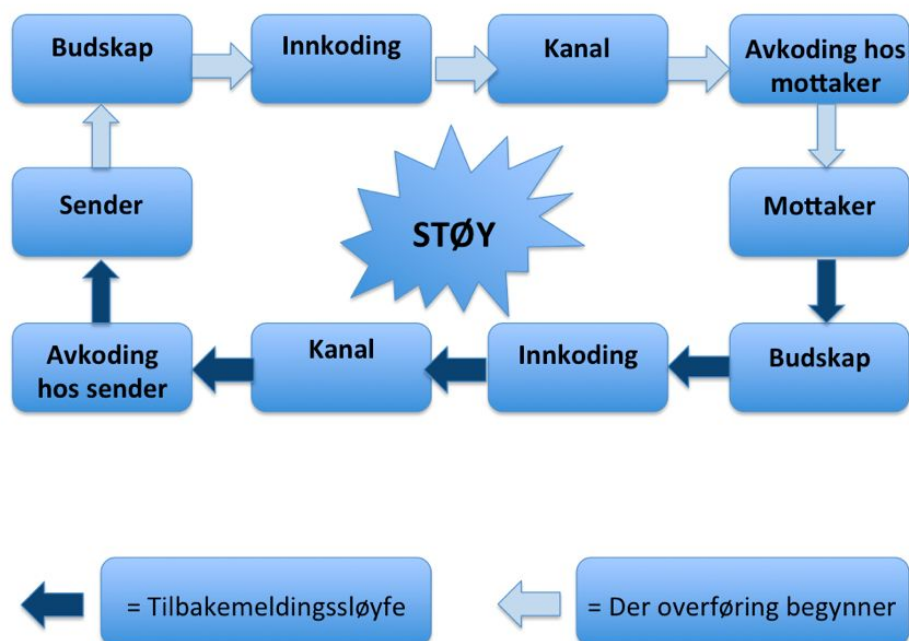 Budskap
Innkoding
Kanal
Avkoding hos
mottaker
Sender
STØY
Mottaker
Avkoding
hos sender
Kanal
Innkoding
Budskap
= Tilbakemeldingssløyfe
= Der overføring begynner